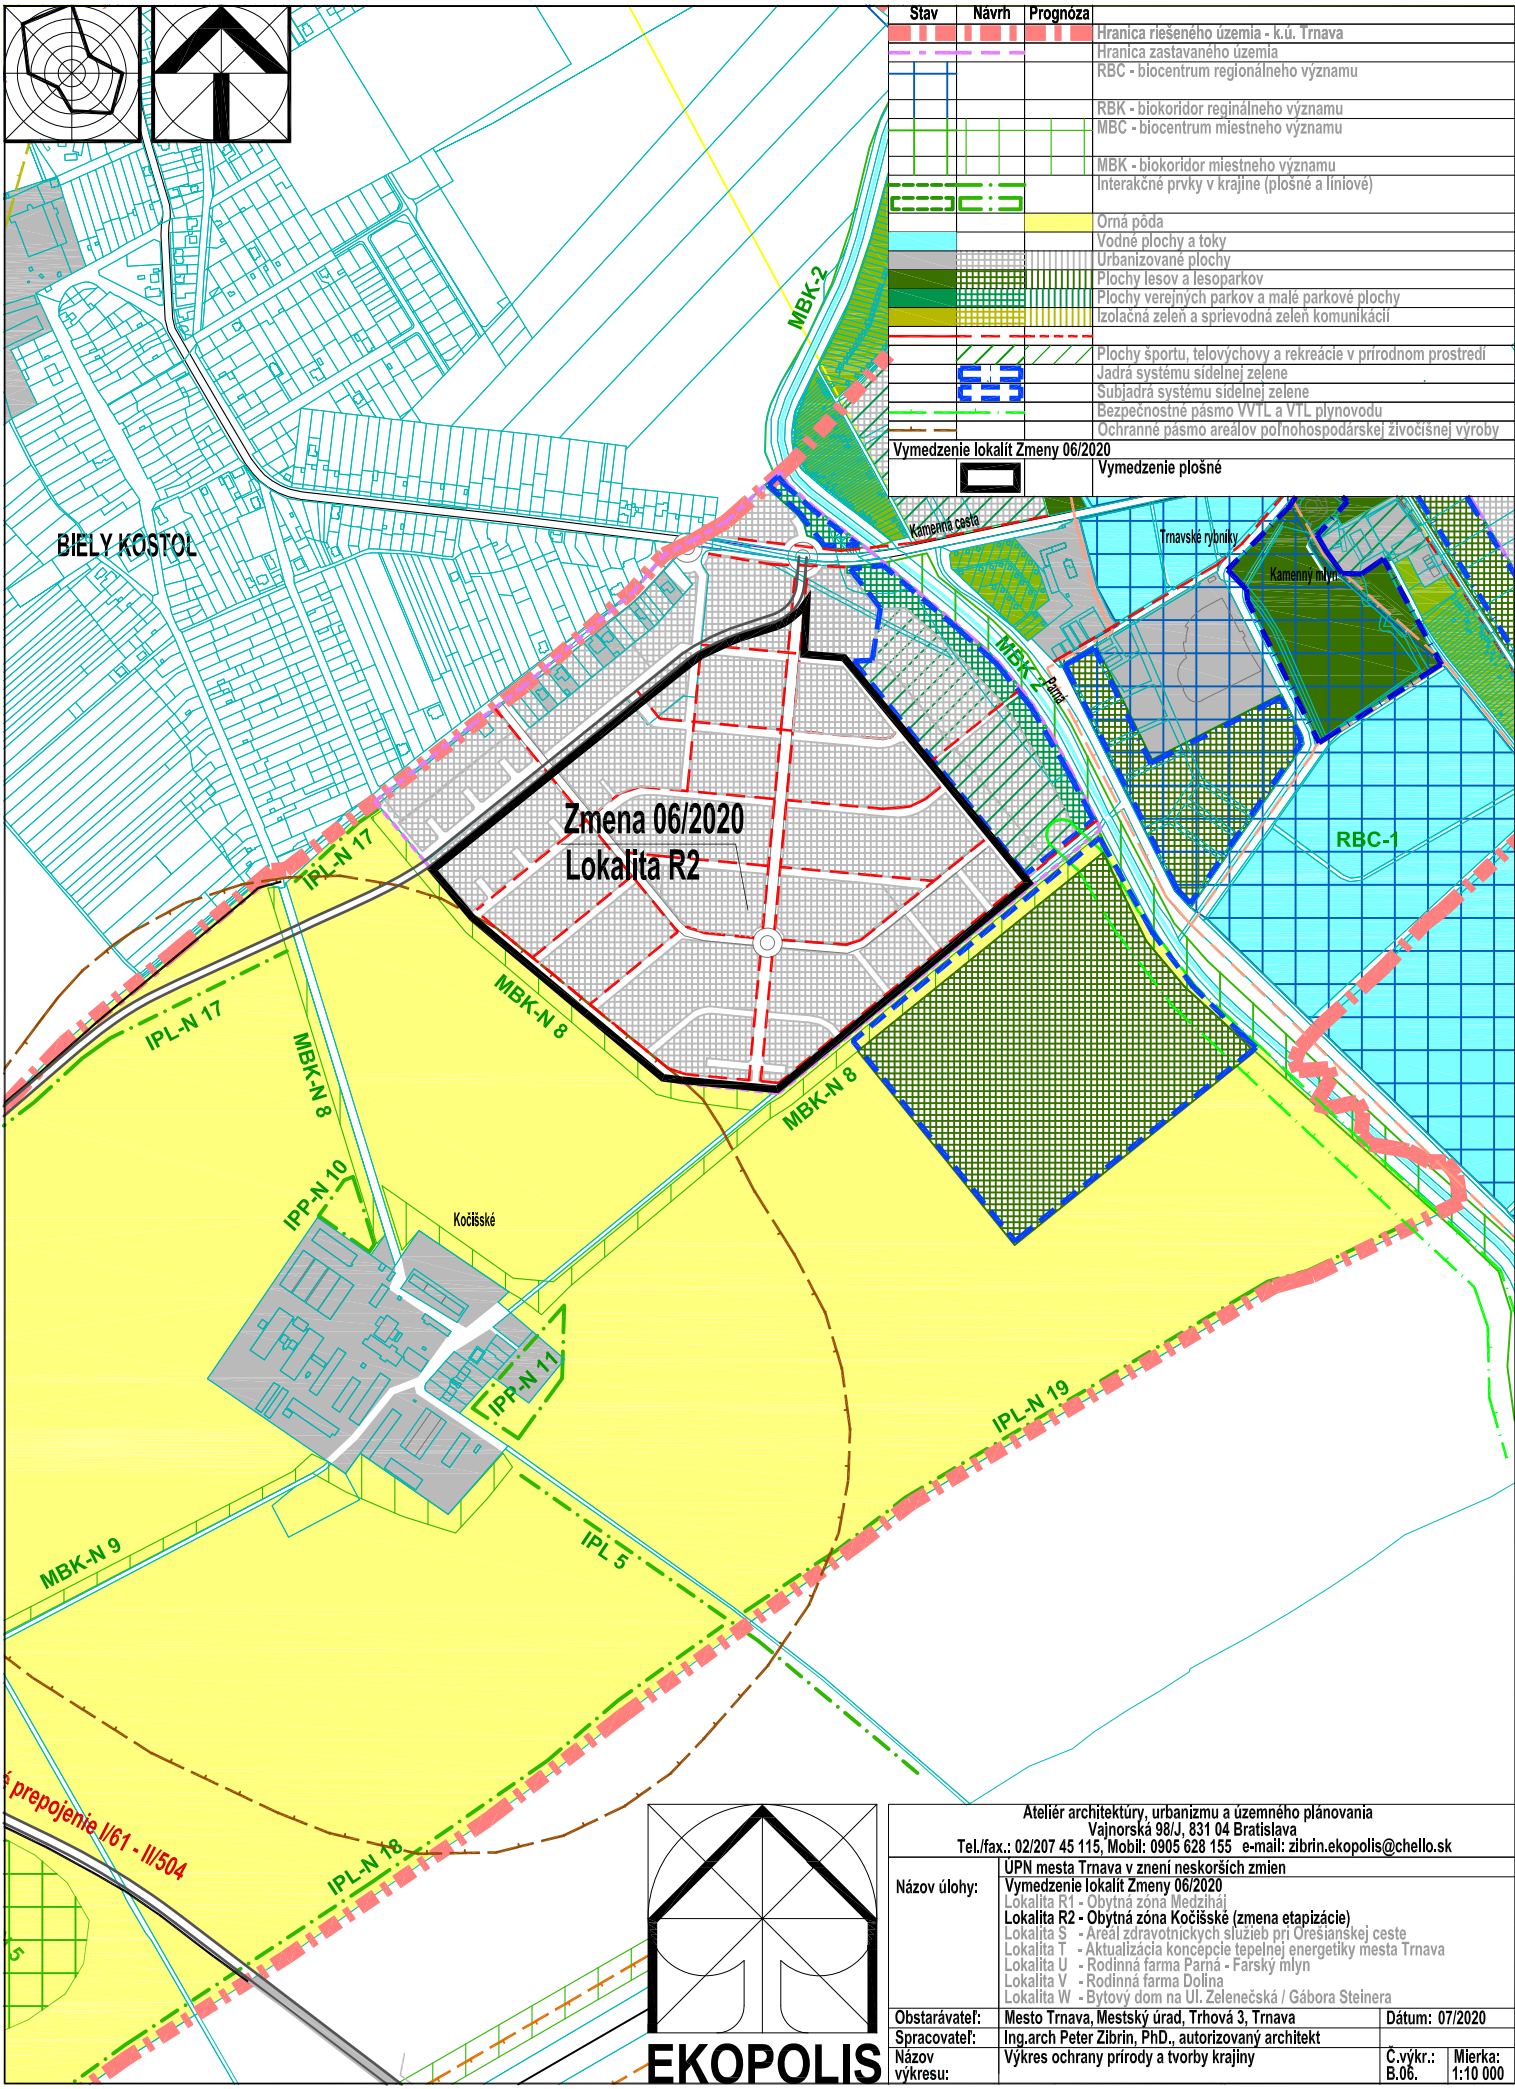 Stav Návrh Prognóza
Hranica riešeného územia - k.ú. Trnava
Hranica zastavaného územia
RBC - biocentrum regionálneho významu
RBK - biokoridor reginálneho významu
MBC - biocentrum miestneho významu
MBK - biokoridor miestneho významu
Interakčné prvky v krajine (plošné a líniové)
Orná pôda
Vodné plochy a toky
Urbanizované plochy
Plochy lesov a lesoparkov
Plochy verejných parkov a malé parkové plochy
Izolačná zeleň a sprievodná zeleň komunikácií
Plochy športu, telovýchovy a rekreácie v prírodnom prostredí
Jadrá systému sídelnej zelene
Subjadrá systému sídelnej zelene
Bezpečnostné pásmo VVTL a VTL plynovodu
Ochranné pásmo areálov poľnohospodárskej živočíšnej výroby
Vymedzenie lokalít Zmeny 06/2020
Vymedzenie plošné
MBK-2
BIELY KOSTOL
Kamenná cesta
Trnavské rybníky
Kamenný mlyn
MBK-2
Parná
Zmena 06/2020
Lokalita R2
RBC-1
IPL-N 17
IPL-N 17
MBK-N 8
MBK-N 8
MBK-N 8
IPP-N 10
Kočišské
IPP-N 11
IPL-N 19
IPL 5
MBK-N 9
é prepojenie I/61 - II/504
IPL-N 18
5
EKOPOLIS
Ateliér architektúry, urbanizmu a územného plánovania
Vajnorská 98/J, 831 04 Bratislava
Tel./fax.: 02/207 45 115, Mobil: 0905 628 155 e-mail: zibrin.ekopolis@chello.sk
Názov úlohy:
ÚPN mesta Trnava v znení neskorších zmien
Vymedzenie lokalít Zmeny 06/2020
Lokalita R1 - Obytná zóna Medziháj
Lokalita R2 - Obytná zóna Kočišské (zmena etapizácie)
Lokalita S - Areál zdravotníckych služieb pri Orešianskej ceste
Lokalita T - Aktualizácia koncepcie tepelnej energetiky mesta Trnava
Lokalita U - Rodinná farma Parná - Farský mlyn
Lokalita V - Rodinná farma Dolina
Lokalita W - Bytový dom na Ul. Zelenečská / Gábora Steinera
Obstarávateľ: Mesto Trnava, Mestský úrad, Trhová 3, Trnava Dátum: 07/2020
Spracovateľ: Ing.arch Peter Zibrin, PhD., autorizovaný architekt
Názov výkresu: Výkres ochrany prírody a tvorby krajiny Č.výkr.: B.06. Mierka: 1:10 000